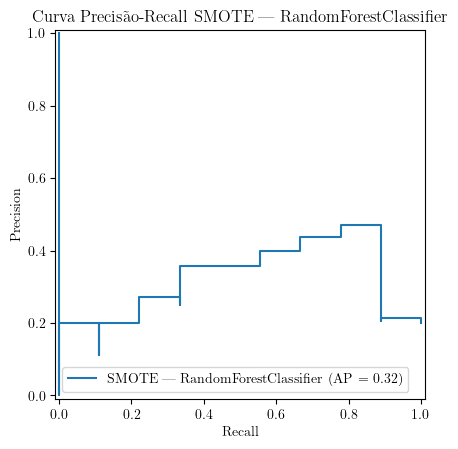 Curva Precisão-Recall SMOTE — RandomForestClassifier
1.0
0.8
0.6
0.4
0.2
0.0
Precision
SMOTE — RandomForestClassifier (AP = 0.32)
0.0 0.2 0.4 0.6 0.8 1.0
Recall